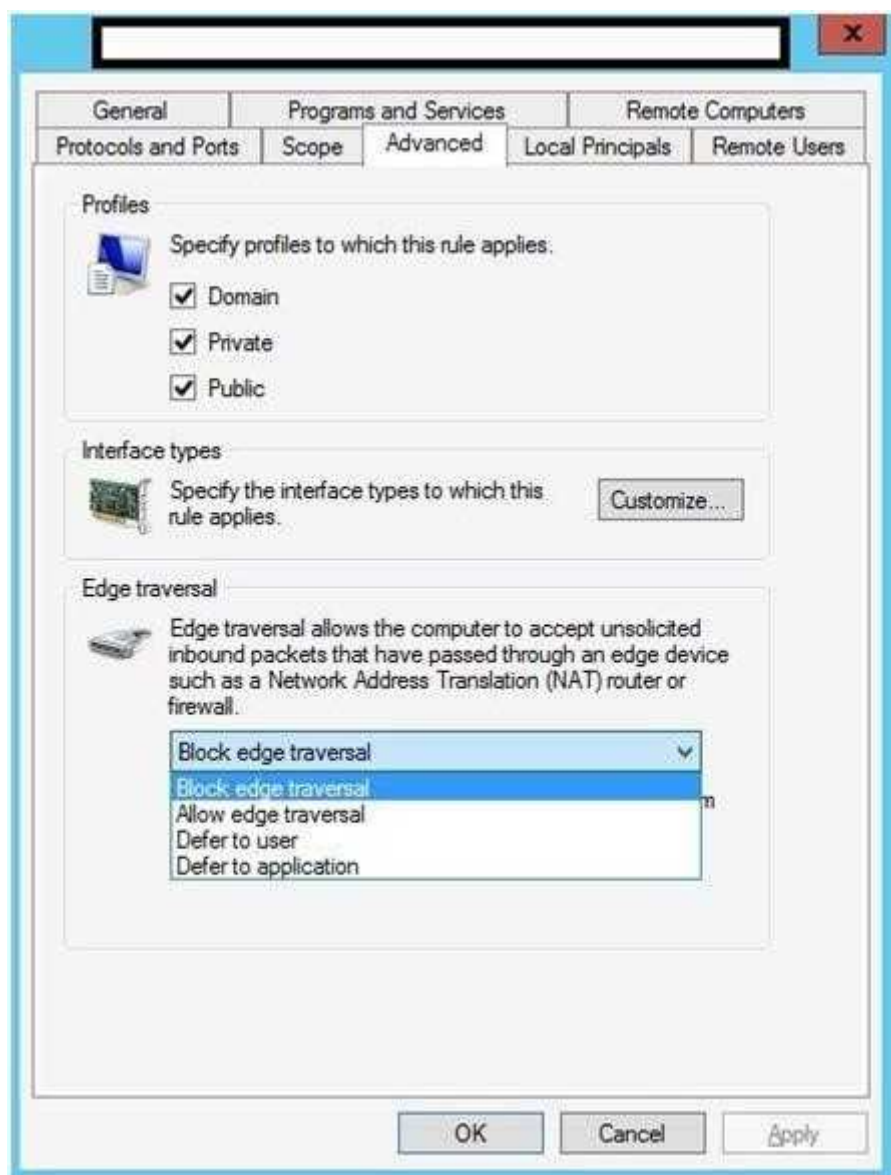 x
General Programs and Services Remote Computers
Protocols and Ports Scope Advanced Local Principals Remote Users
Profiles
Specify profiles to which this rule applies.
Domain
Private
Public
Interface types
Specify the interface types to which this
rule applies.
Customize...
Edge traversal
Edge traversal allows the computer to accept unsolicited
inbound packets that have passed through an edge device
such as a Network Address Translation (NAT) router or
firewall.
Block edge traversal
Block edge traversal
Allow edge traversal
Defer to user
Defer to application
OK Cancel Apply